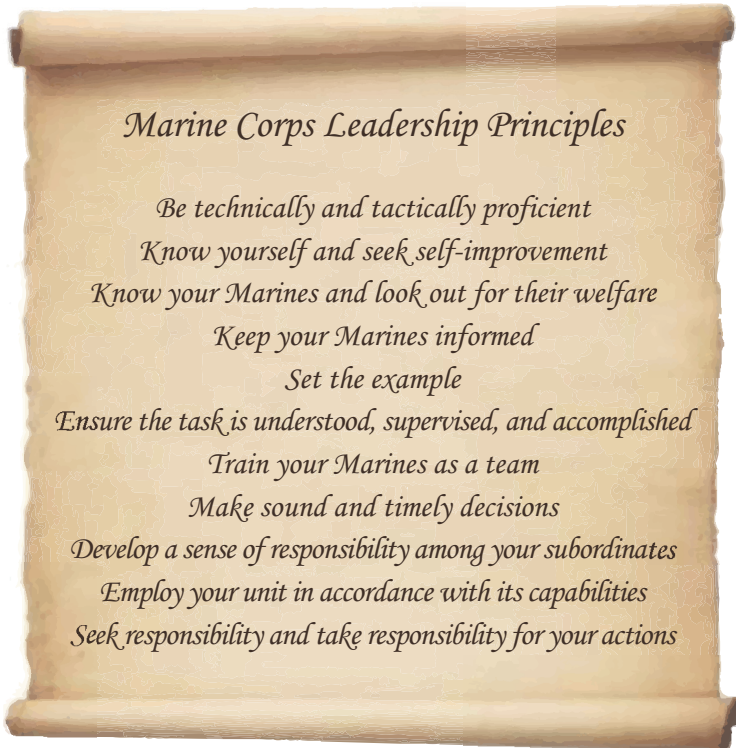 Marine Corps Leadership Principles
Be technically and tactically proficient
Know yourself and seek self-improvement
Know your Marines and look out for their welfare
Keep your Marines informed
Set the example
Ensure the task is understood, supervised, and accomplished
Train your Marines as a team
Make sound and timely decisions
Develop a sense of responsibility among your subordinates
Employ your unit in accordance with its capabilities
Seek responsibility and take responsibility for your actions